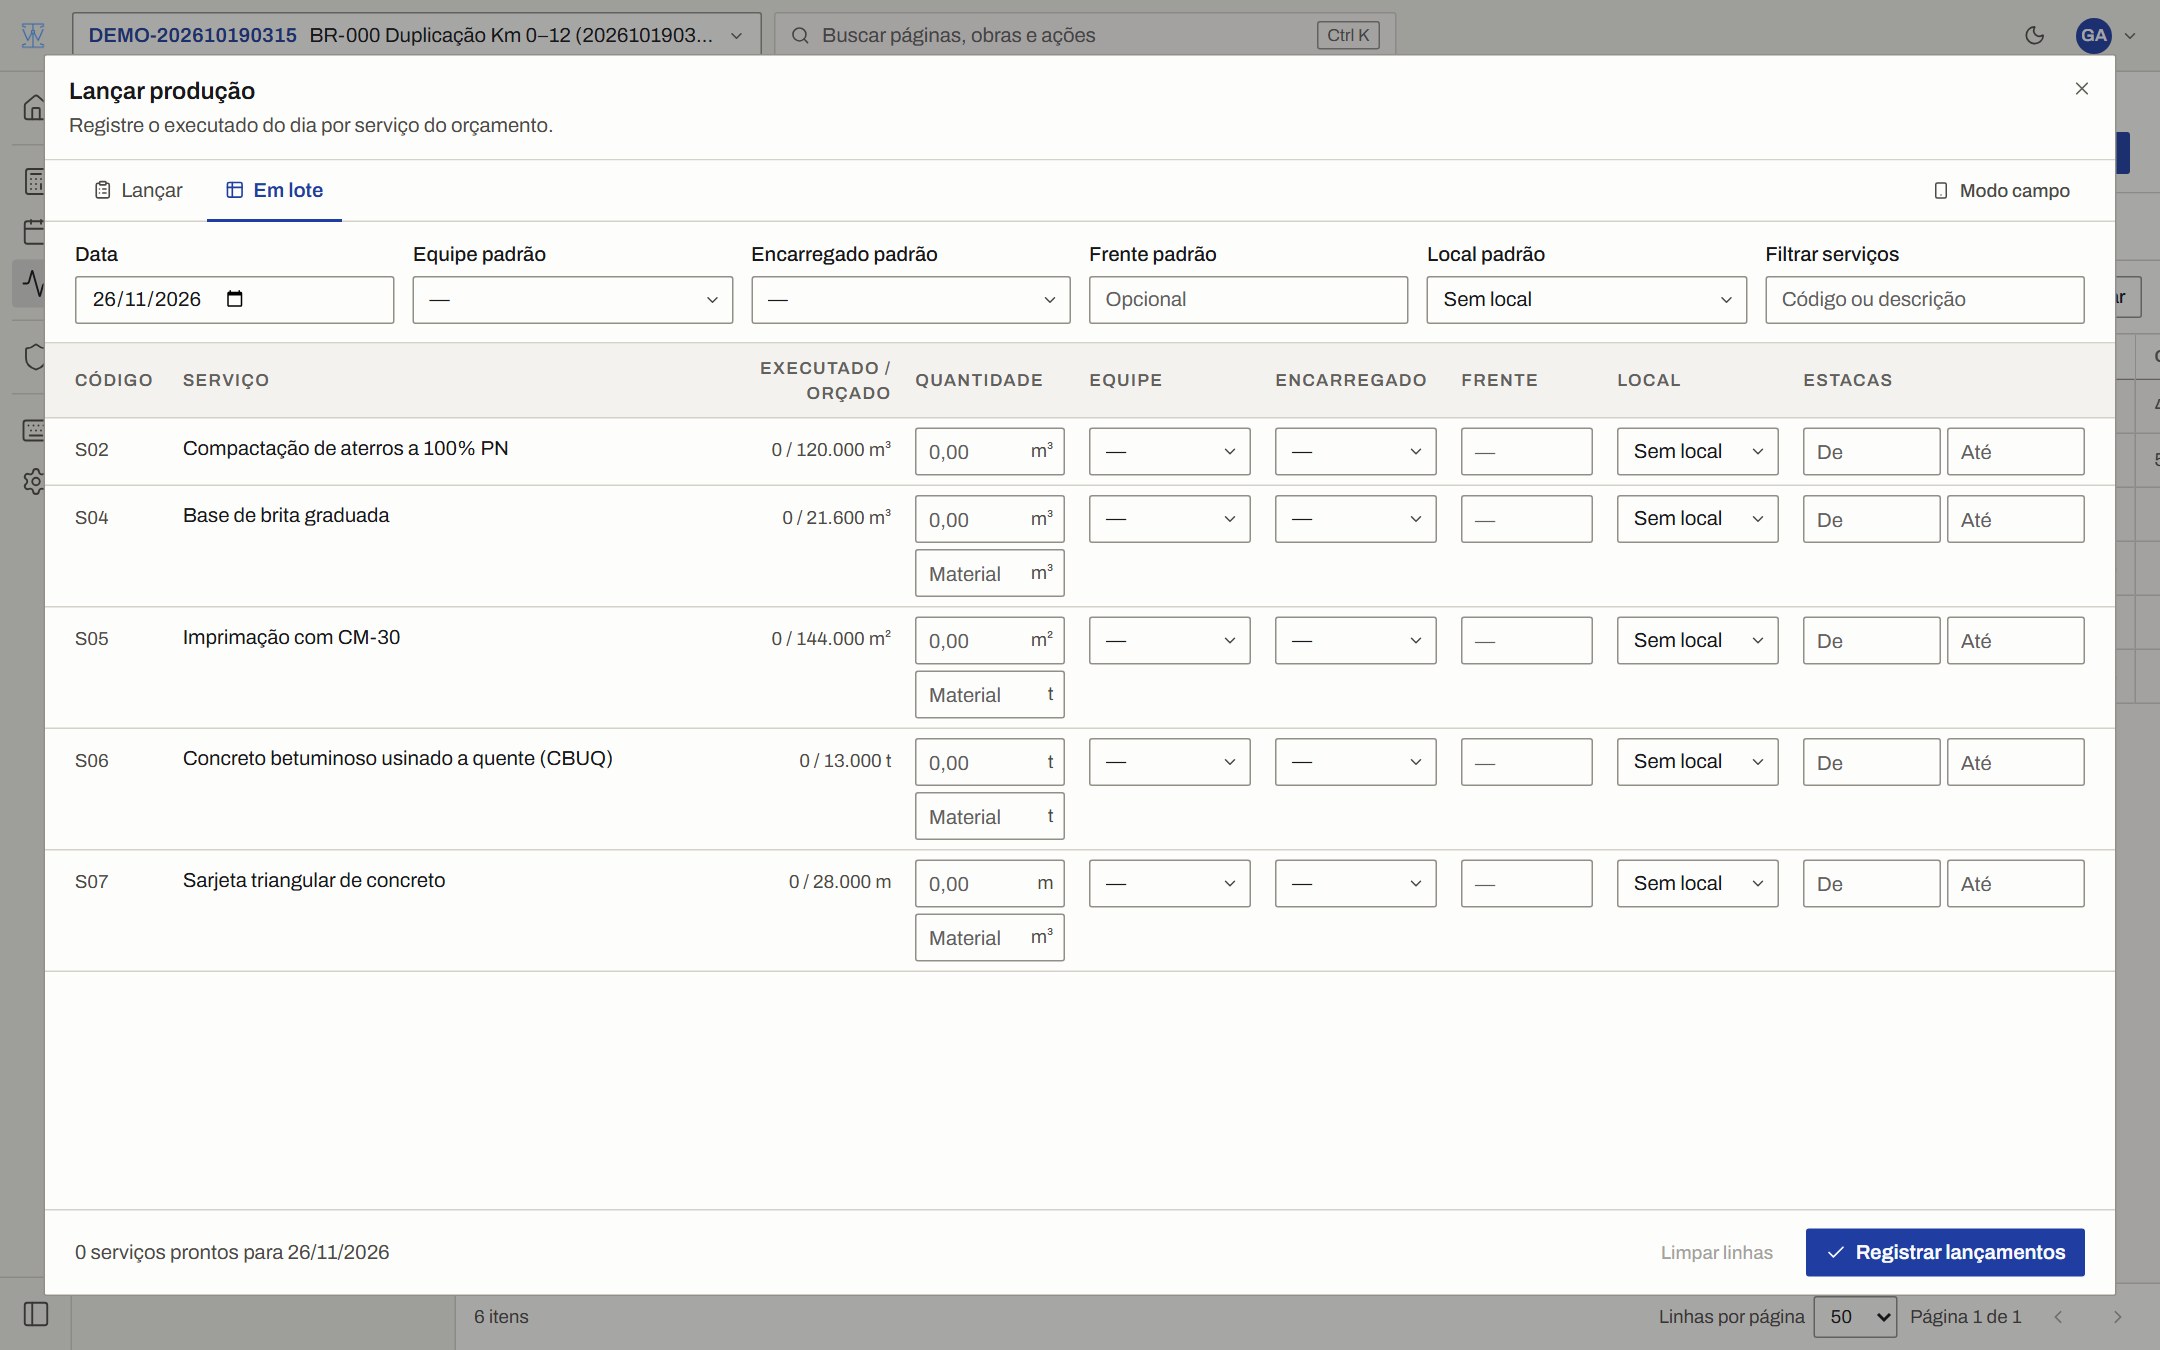 DEMO-202610190315 BR-000 Duplicação Km 0–12 (2026101903...
Buscar páginas, obras e ações
Ctrl K
GA
Lançar produção
Registre o executado do dia por serviço do orçamento.
Lançar
Em lote
Modo campo
Data
Equipe padrão
Encarregado padrão
Frente padrão
Local padrão
Filtrar serviços
26/11/2026
—
—
Opcional
Sem local
Código ou descrição
CÓDIGO
SERVIÇO
EXECUTADO /
ORÇADO
QUANTIDADE
EQUIPE
ENCARREGADO
FRENTE
LOCAL
ESTACAS
S02 Compactação de aterros a 100% PN 0 / 120.000 m³ 0,00 m³ — — — Sem local De Até
S04 Base de brita graduada 0 / 21.600 m³ 0,00 m³ — — — Sem local De Até
Material m³
S05 Imprimação com CM-30 0 / 144.000 m² 0,00 m² — — — Sem local De Até
Material t
S06 Concreto betuminoso usinado a quente (CBUQ) 0 / 13.000 t 0,00 t — — — Sem local De Até
Material t
S07 Sarjeta triangular de concreto 0 / 28.000 m 0,00 m — — — Sem local De Até
Material m³
0 serviços prontos para 26/11/2026
Limpar linhas
Registrar lançamentos
6 itens
Linhas por página
50
Página 1 de 1